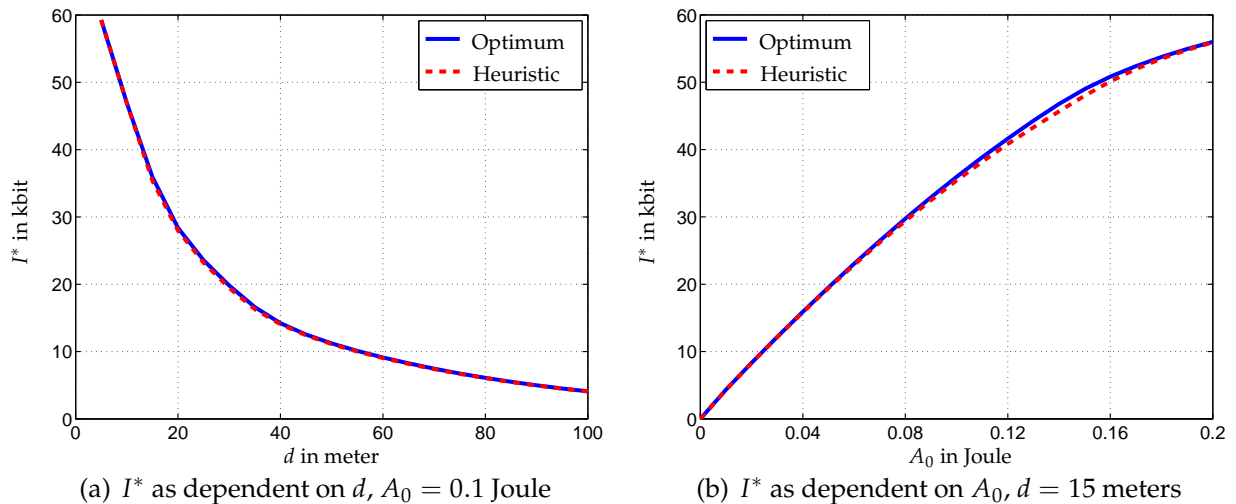 60
50
40
30
20
10
0
0 20 40 60 80 100
I* in kbit
d in meter
Optimum
Heuristic
(a) I* as dependent on d, A₀ = 0.1 Joule
60
50
40
30
20
10
0
0 0.04 0.08 0.12 0.16 0.2
I* in kbit
A₀ in Joule
Optimum
Heuristic
(b) I* as dependent on A₀, d = 15 meters